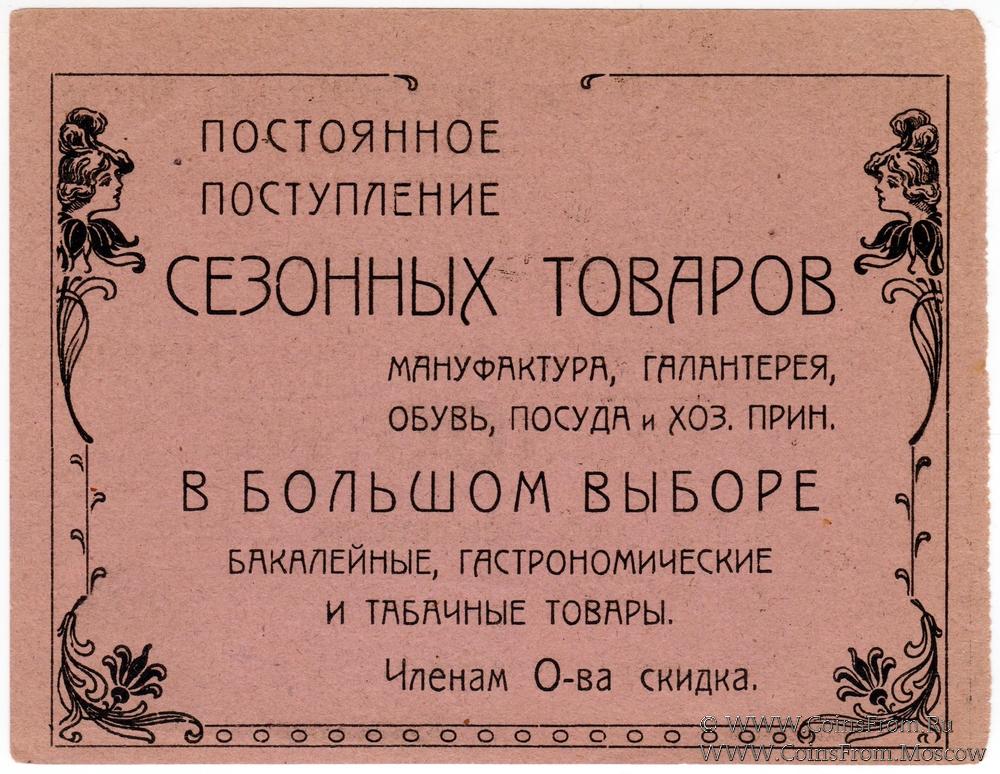 ПОСТОЯННОЕ
ПОСТУПЛЕНИЕ
СЕЗОННЫХ ТОВАРОВ
МАНУФАКТУРА, ГАЛАНТЕРЕЯ,
ОБУВЬ, ПОСУДА и ХОЗ. ПРИН.
В БОЛЬШОМ ВЫБОРЕ
БАКАЛЕЙНЫЕ, ГАСТРОНОМИЧЕСКИЕ
И ТАБАЧНЫЕ ТОВАРЫ.
Членам О-ва скидка.
© WWW.CoinsFrom.Ru
WWW.CoinsFrom.Moscow